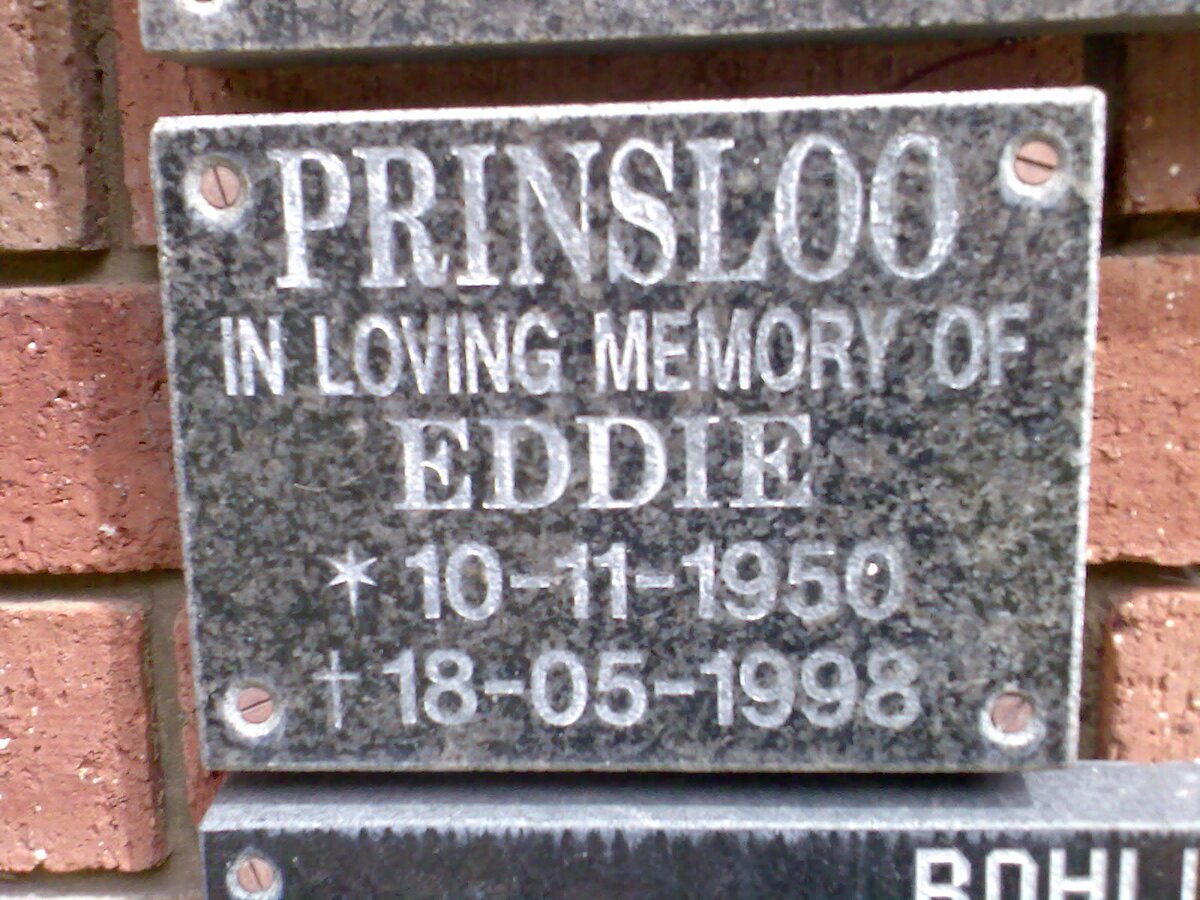 PRINSLOO
IN LOVING MEMORY OF
EDDIE
* 10-11-1950
† 18-05-1998